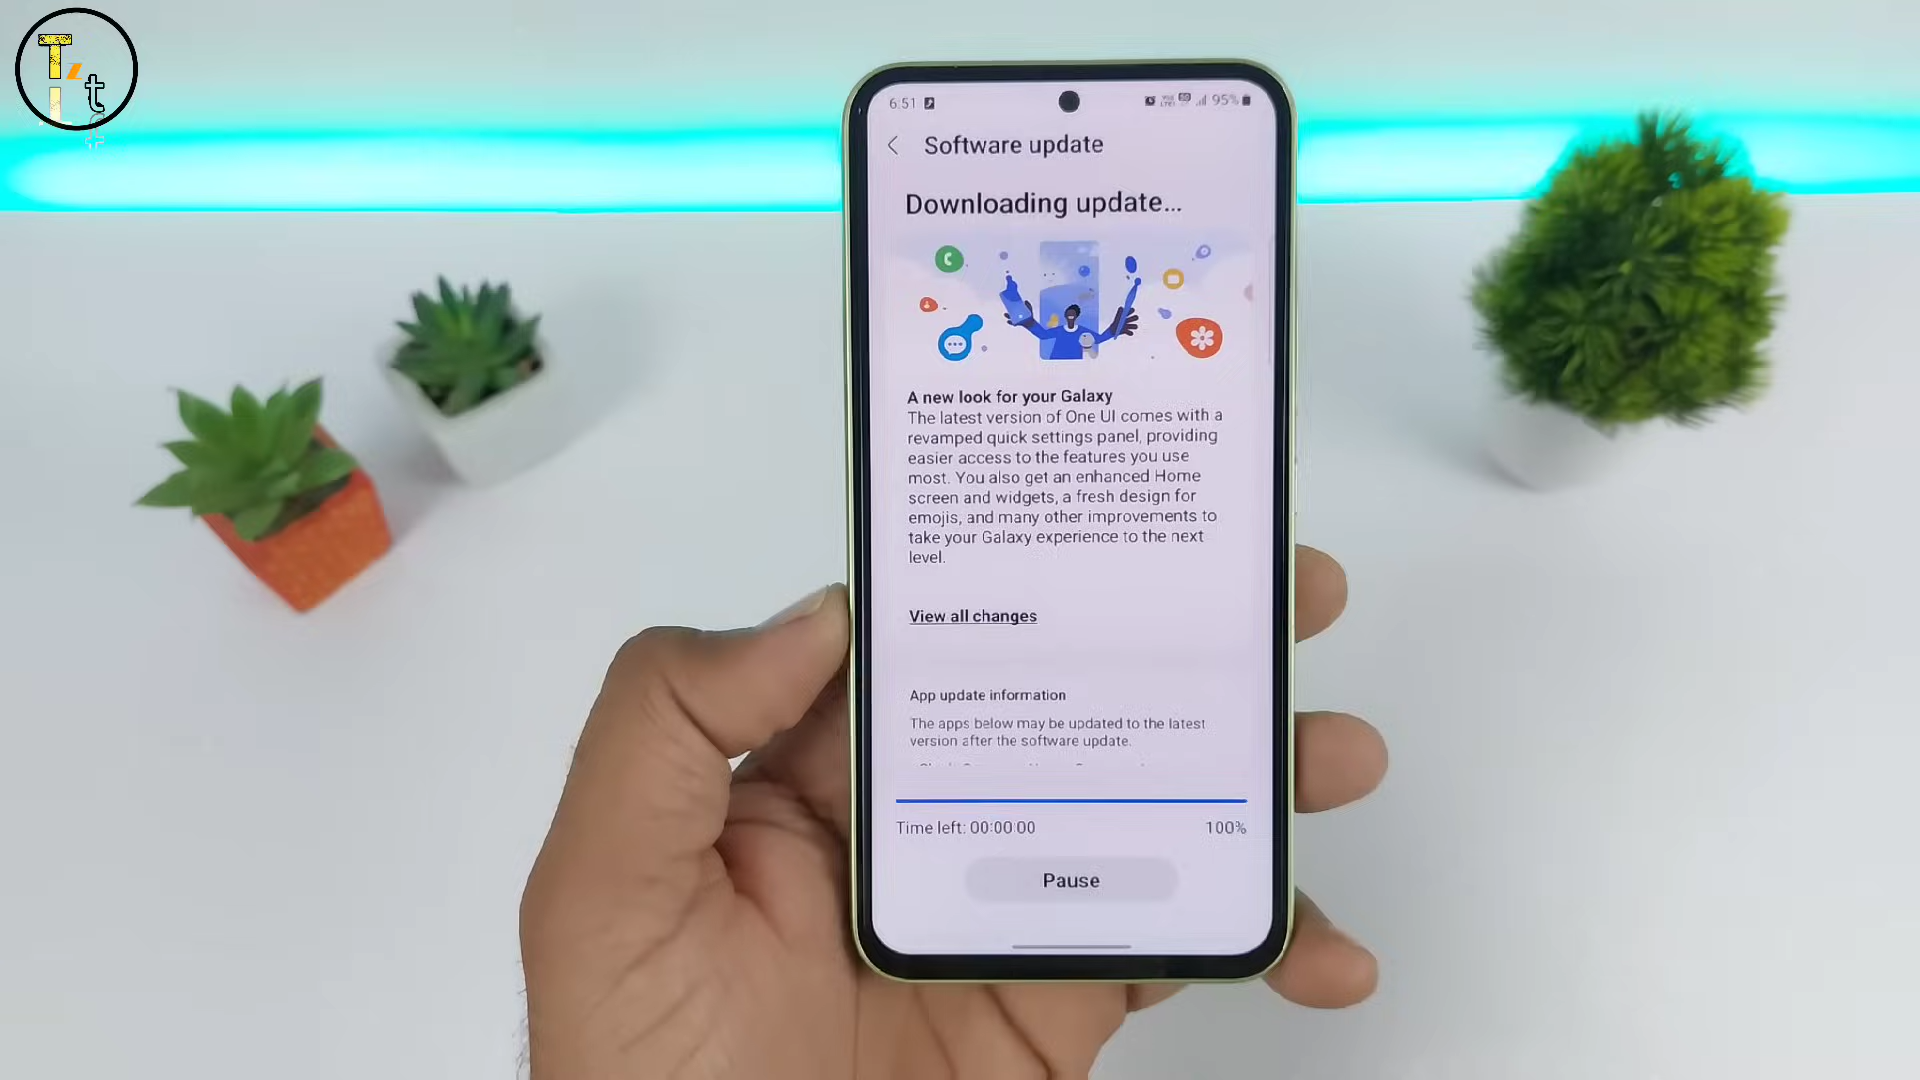 T
z
t
6:51
95%
Software update
Downloading update...
A new look for your Galaxy
The latest version of One UI comes with a
revamped quick settings panel, providing
easier access to the features you use
most. You also get an enhanced Home
screen and widgets, a fresh design for
emojis, and many other improvements to
take your Galaxy experience to the next
level.
View all changes
App update information
The apps below may be updated to the latest
version after the software update.
Time left: 00:00:00
100%
Pause